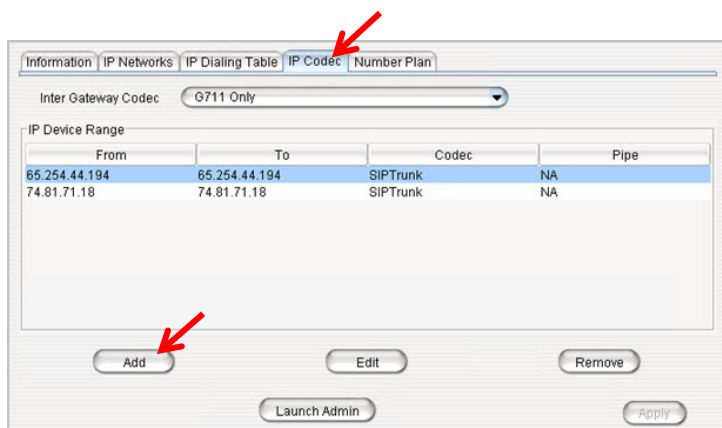 Information IP Networks IP Dialing Table IP Codec Number Plan
Inter Gateway Codec G711 Only
IP Device Range
From To Codec Pipe
65.254.44.194 65.254.44.194 SIPTrunk NA
74.81.71.18 74.81.71.18 SIPTrunk NA
Add Edit Remove
Launch Admin Apply